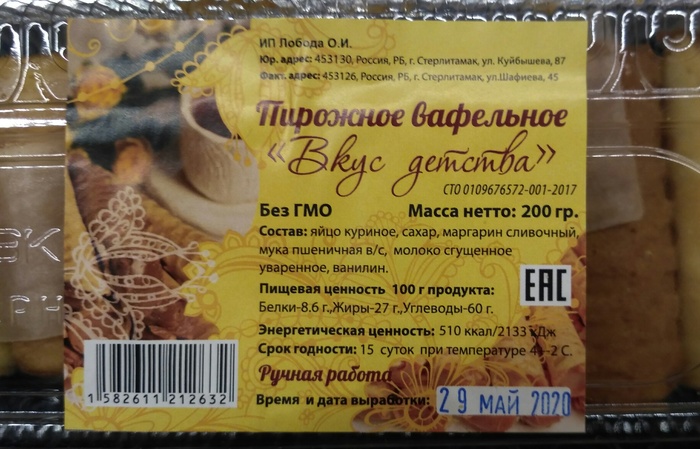 ИП Лобода О.И.
Юр. адрес: 453130, Россия, РБ, г. Стерлитамак, ул. Куйбышева, 87
Факт. адрес: 453126, Россия, РБ, г. Стерлитамак, ул.Шафиева, 45
Пирожное вафельное
«Вкус детства»
СТО 0109676572-001-2017
Без ГМО Масса нетто: 200 гр.
Состав: яйцо куриное, сахар, маргарин сливочный,
мука пшеничная в/с, молоко сгущенное
уваренное, ванилин.
Пищевая ценность 100 г продукта:
Белки-8.6 г.,Жиры-27 г.,Углеводы-60 г.
EAC
Энергетическая ценность: 510 ккал/2133 кДж
Срок годности: 15 суток при температуре 4+-2 С.
Ручная работа
Время и дата выработки: 29 МАЙ 2020
1 582611 212632